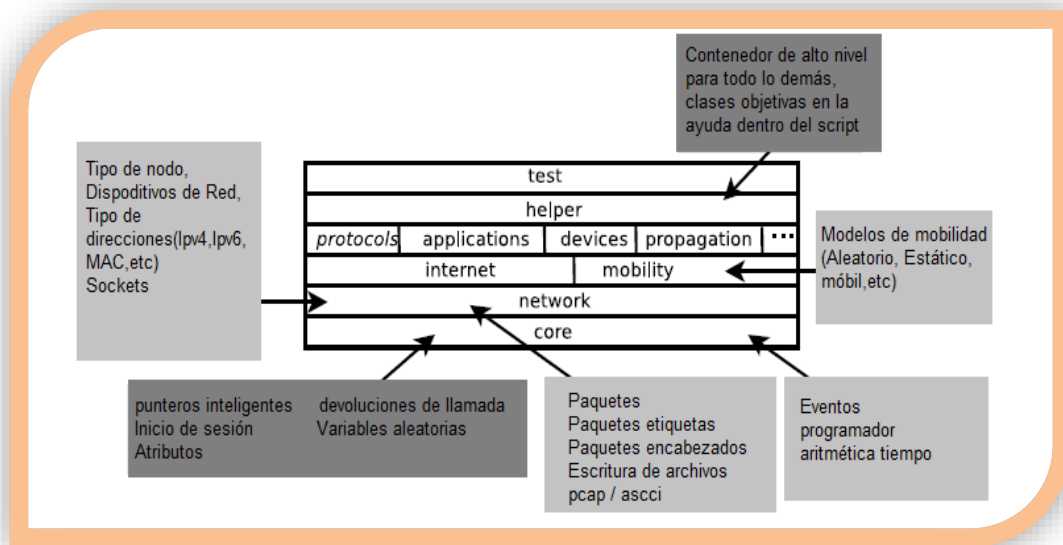 Contenedor de alto nivel
para todo lo demás,
clases objetivas en la
ayuda dentro del script
Tipo de nodo,
Dispoditivos de Red,
Tipo de
direcciones(Ipv4,Ipv6,
MAC,etc)
Sockets
test
helper
protocols applications devices propagation ...
internet mobility
network
core
Modelos de mobilidad
(Aleatorio, Estático,
móbil,etc)
punteros inteligentes devoluciones de llamada
Inicio de sesión Variables aleatorias
Atributos
Paquetes
Paquetes etiquetas
Paquetes encabezados
Escritura de archivos
pcap / ascci
Eventos
programador
aritmética tiempo